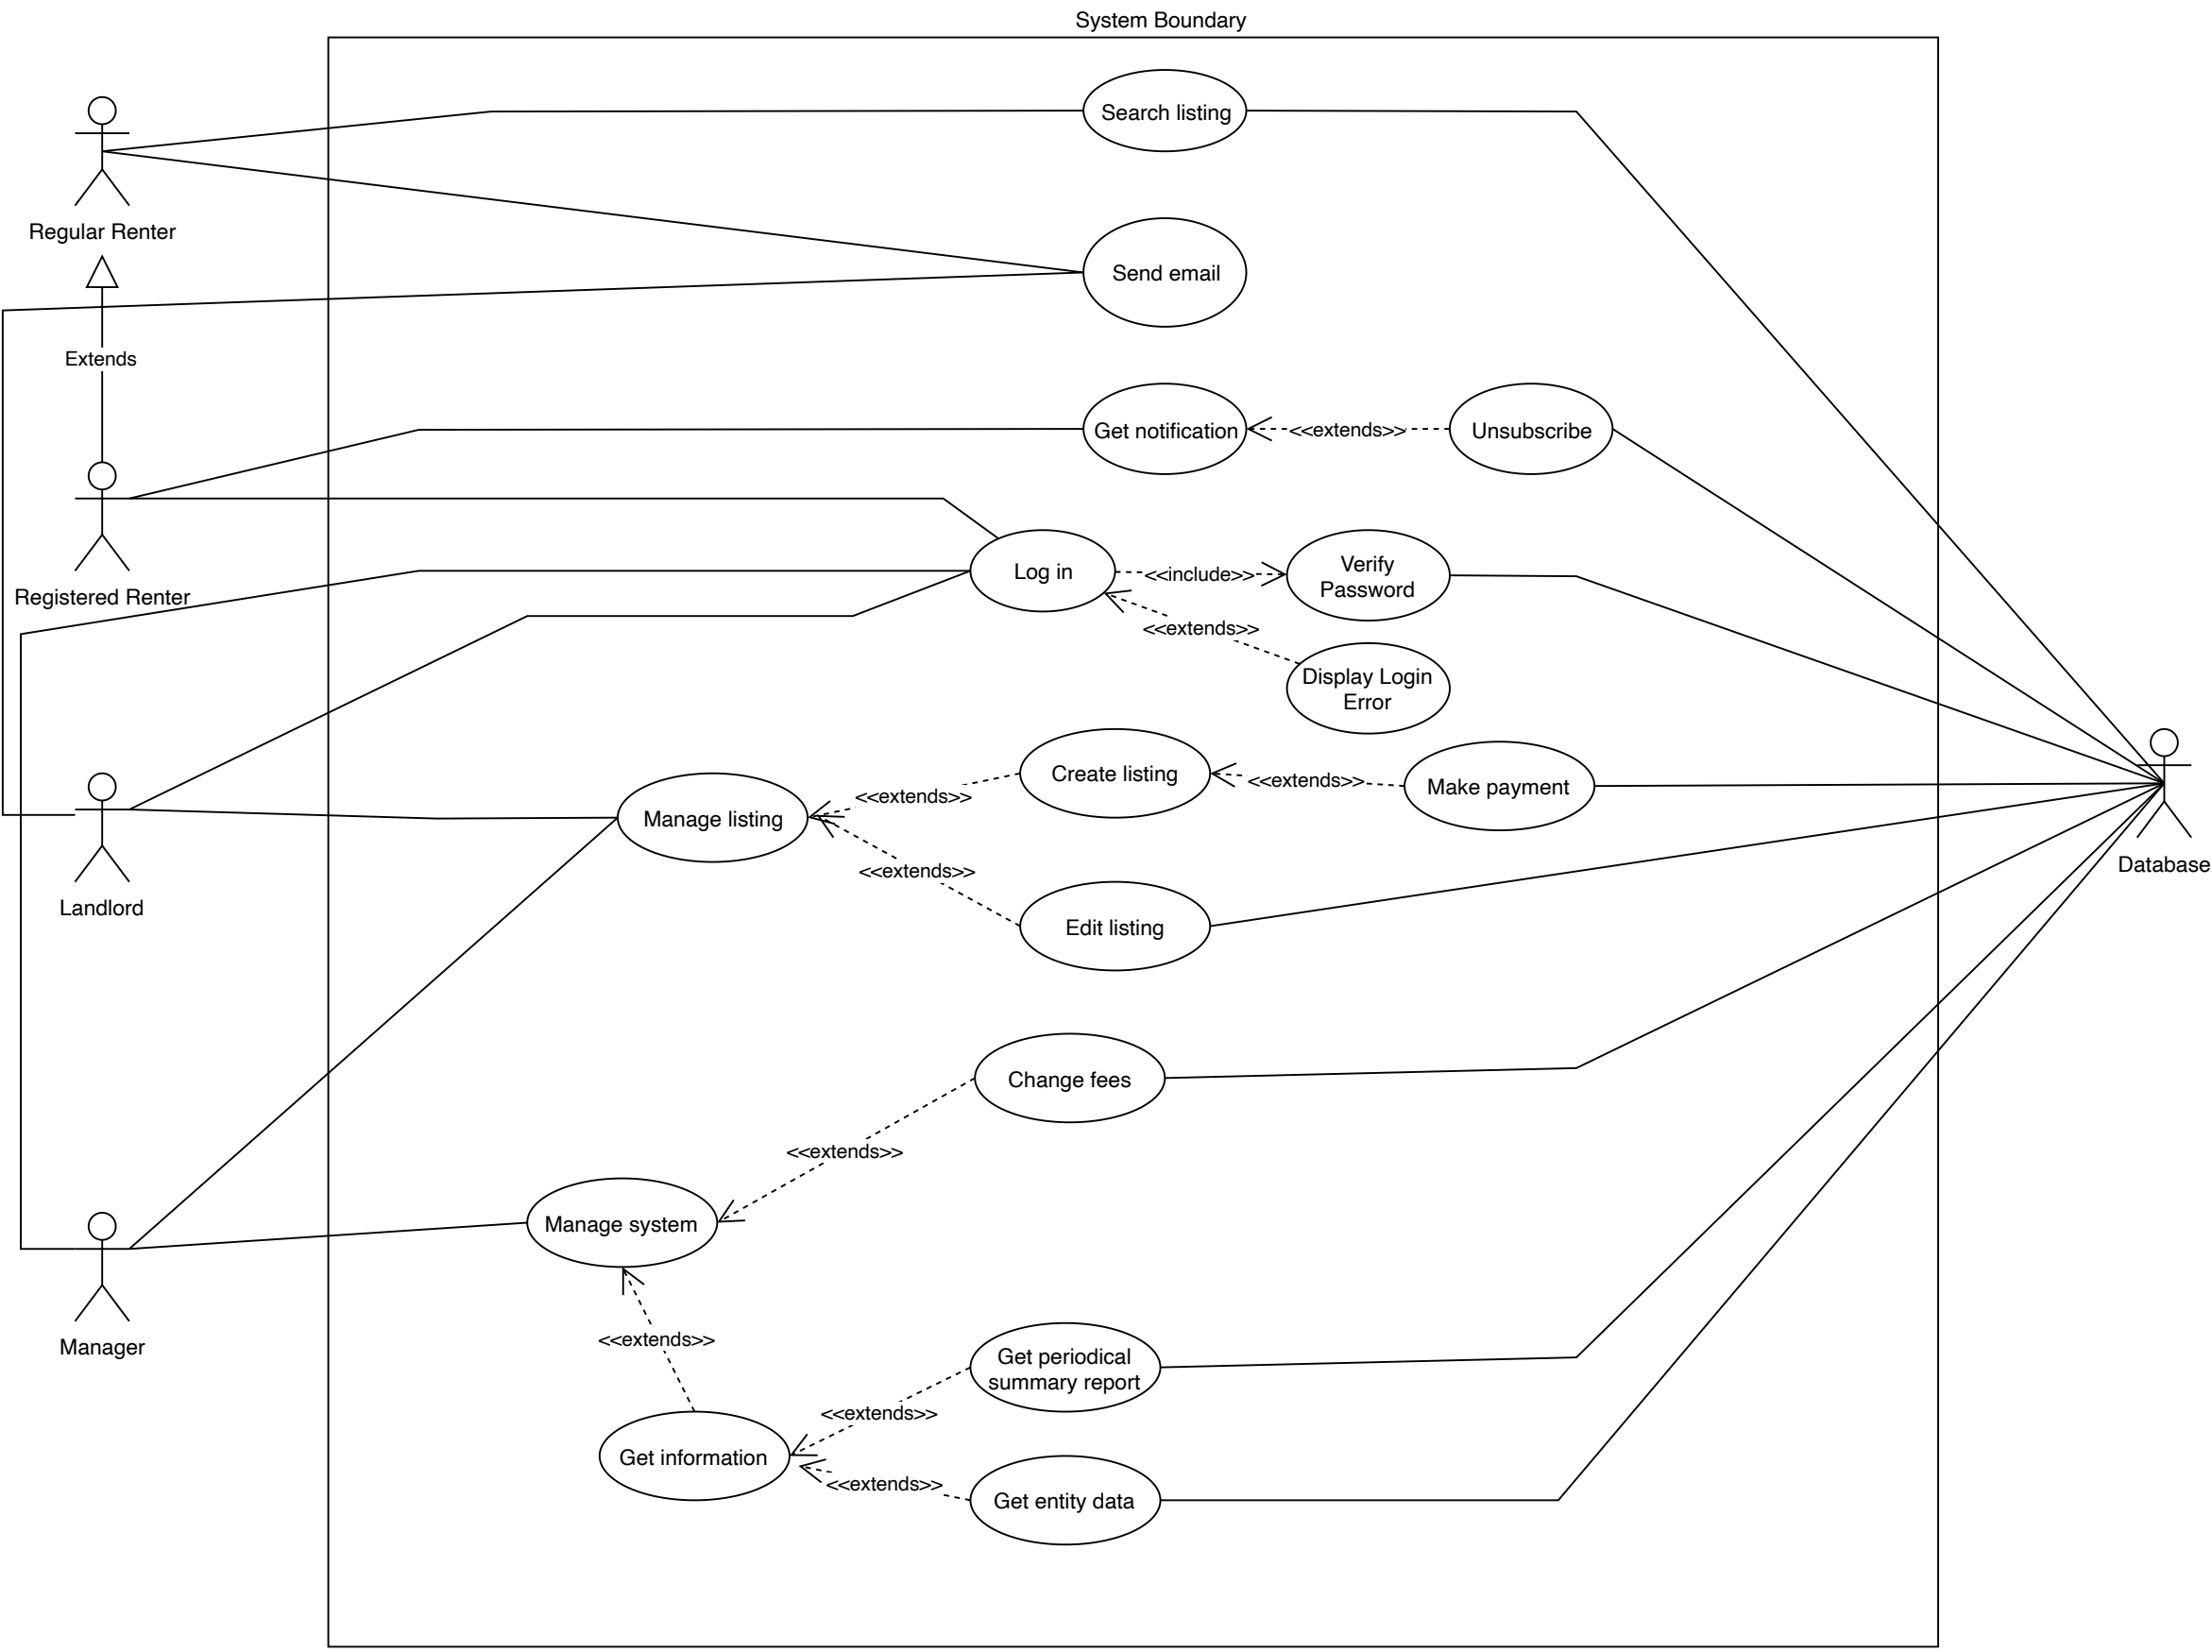 System Boundary
Search listing
Regular Renter
Send email
Extends
Get notification
<<extends>>
Unsubscribe
Registered Renter
Log in
<<include>>
Verify
Password
<<extends>>
Display Login
Error
Create listing
<<extends>>
Make payment
<<extends>>
Manage listing
<<extends>>
Edit listing
Landlord
Database
Change fees
<<extends>>
Manage system
Manager
<<extends>>
Get periodical
summary report
<<extends>>
Get information
<<extends>>
Get entity data